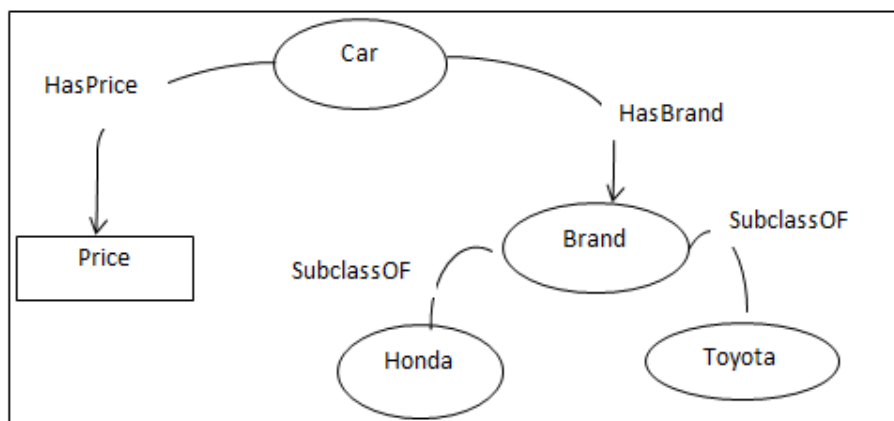 Car
HasPrice
HasBrand
Price
Brand
SubclassOF
SubclassOF
Honda
Toyota